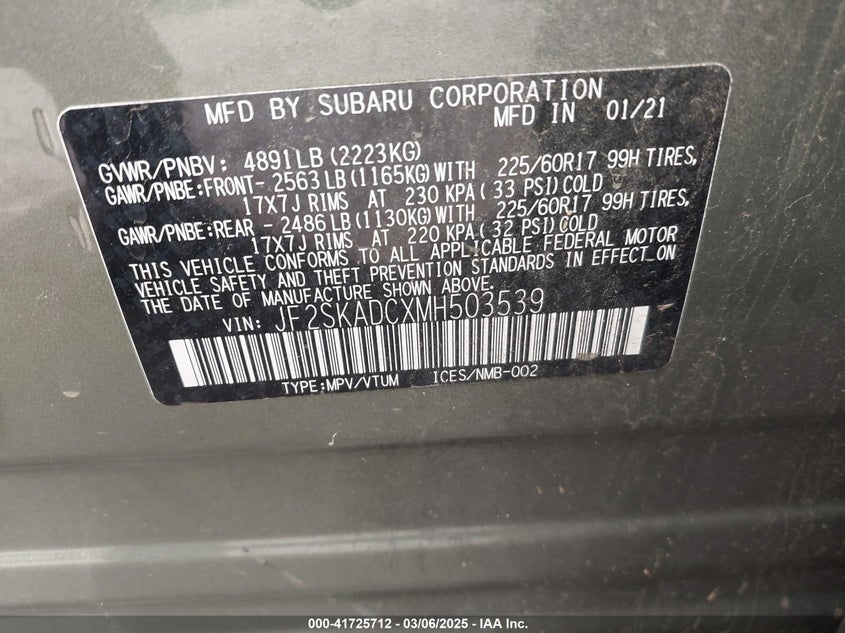 MFD BY SUBARU CORPORATION
MFD IN 01/21
GVWR/PNBV: 4891LB (2223KG)
GAWR/PNBE:FRONT- 2563LB (1165KG) WITH 225/60R17 99H TIRES,
17X7J RIMS AT 230 KPA ( 33 PSI) COLD
GAWR/PNBE:REAR - 2486LB (1130KG) WITH 225/60R17 99H TIRES,
17X7J RIMS AT 220 KPA ( 32 PSI) COLD
THIS VEHICLE CONFORMS TO ALL APPLICABLE FEDERAL MOTOR
VEHICLE SAFETY AND THEFT PREVENTION STANDARDS IN EFFECT ON
THE DATE OF MANUFACTURE SHOWN ABOVE.
VIN: JF2SKADCXMH503539
TYPE:MPV/VTUM ICES/NMB-002
000-41725712 - 03/06/2025 - IAA Inc.